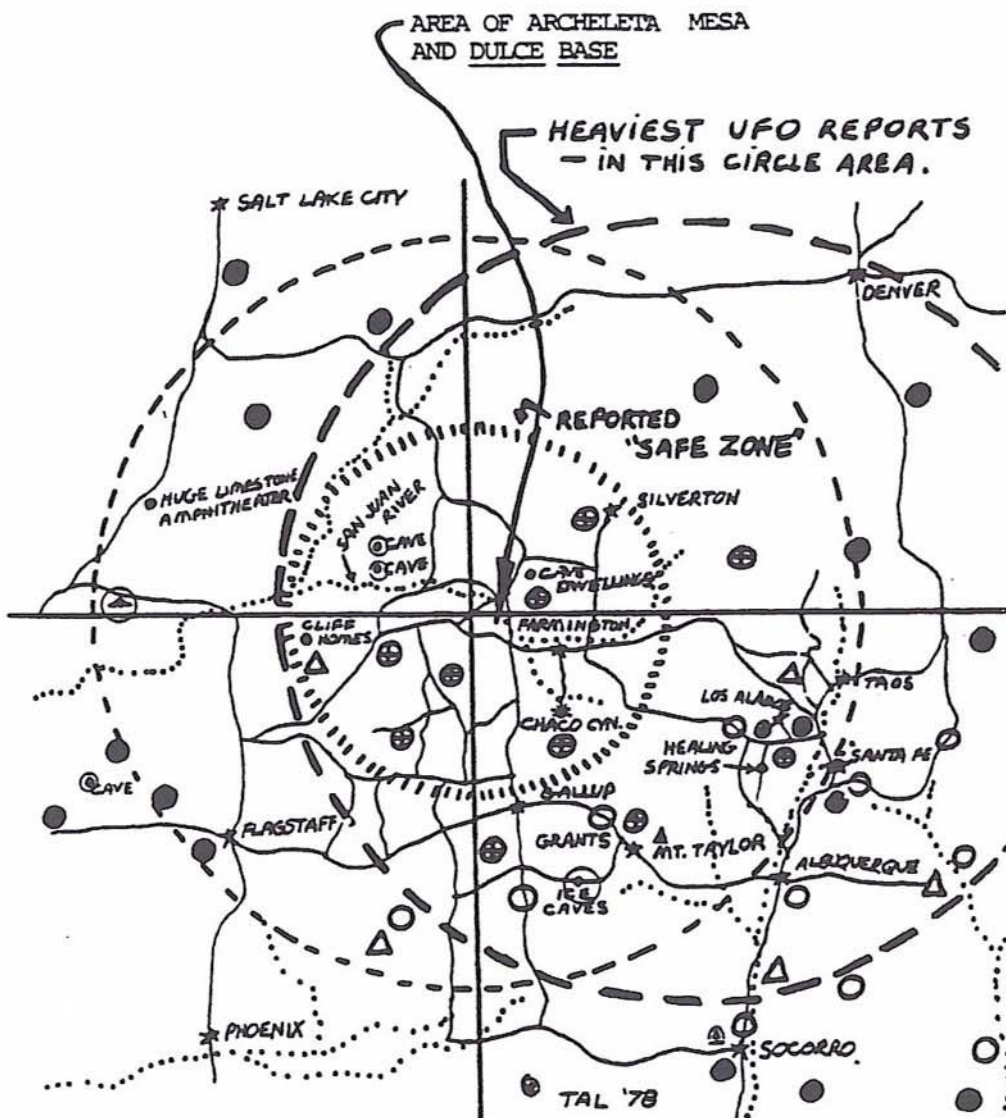 AREA OF ARCHELETA MESA
AND DULCE BASE
HEAVIEST UFO REPORTS
- IN THIS CIRCLE AREA.
SALT LAKE CITY
DENVER
REPORTED
"SAFE ZONE"
HUGE LIMESTONE
AMPHITHEATER
SAN JUAN
RIVER
SILVERTON
CAVE
CAVE
CAVE
DWELLINGS
CLIFF
HOMES
FARMINGTON
TAOS
LOS ALAMOS
CHACO CYN.
HEALING
SPRINGS
SANTA FE
CAVE
GALLUP
FLAGSTAFF
GRANTS
MT. TAYLOR
ALBUQUERQUE
ICE
CAVES
PHOENIX
SOCORRO
TAL '78